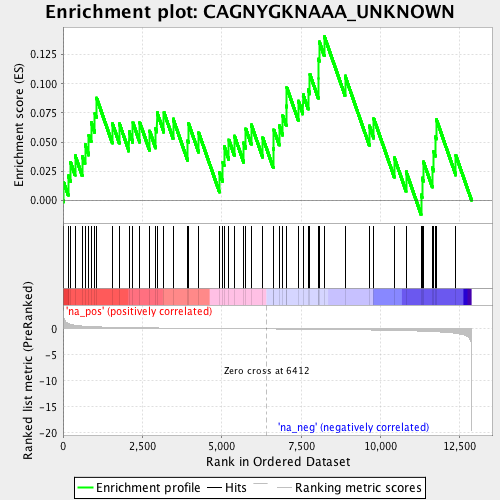 Enrichment plot: CAGNYGKNAAA_UNKNOWN
Enrichment score (ES)
0.125
0.100
0.075
0.050
0.025
0.000
'na_pos' (positively correlated)
Ranked list metric (PreRanked)
0
-5
-10
-15
-20
Zero cross at 6412
'na_neg' (negatively correlated)
0
2,500
5,000
7,500
10,000
12,500
Rank in Ordered Dataset
Enrichment profile
Hits
Ranking metric scores